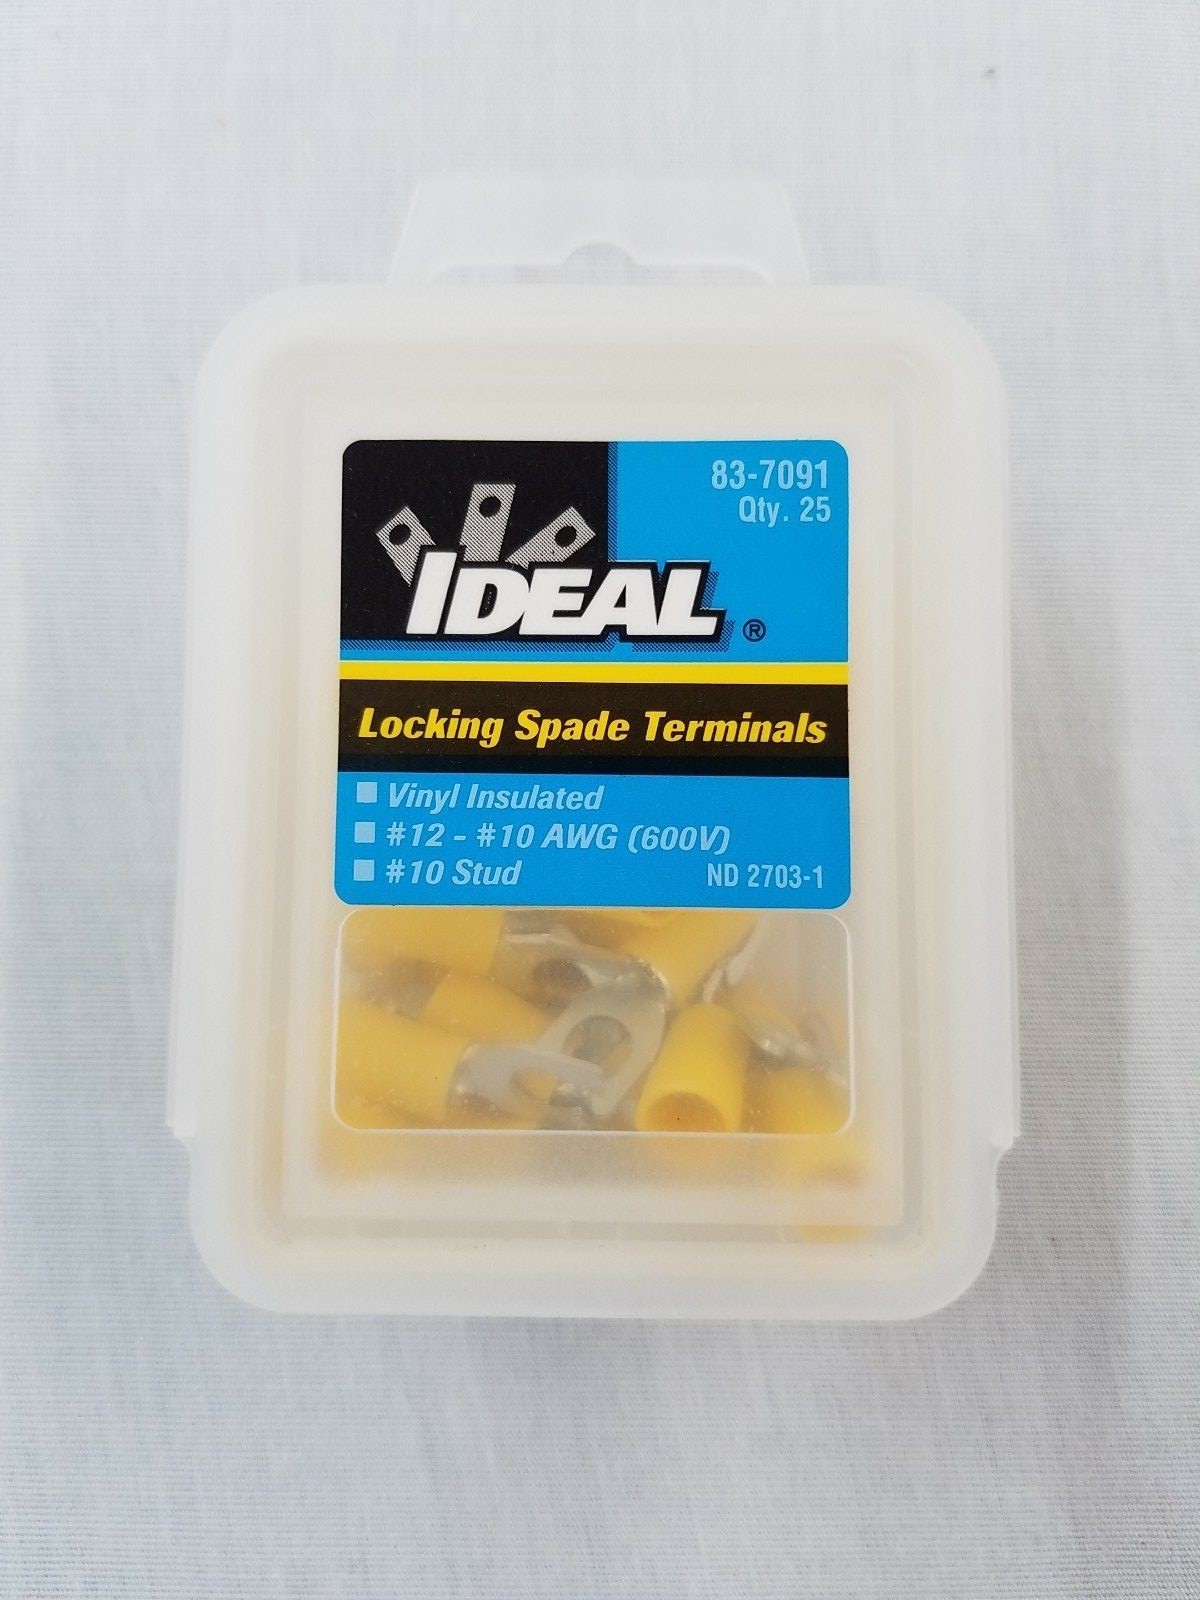 83-7091
Qty. 25
IDEAL ®
Locking Spade Terminals
Vinyl Insulated
#12 - #10 AWG (600V)
#10 Stud
ND 2703-1